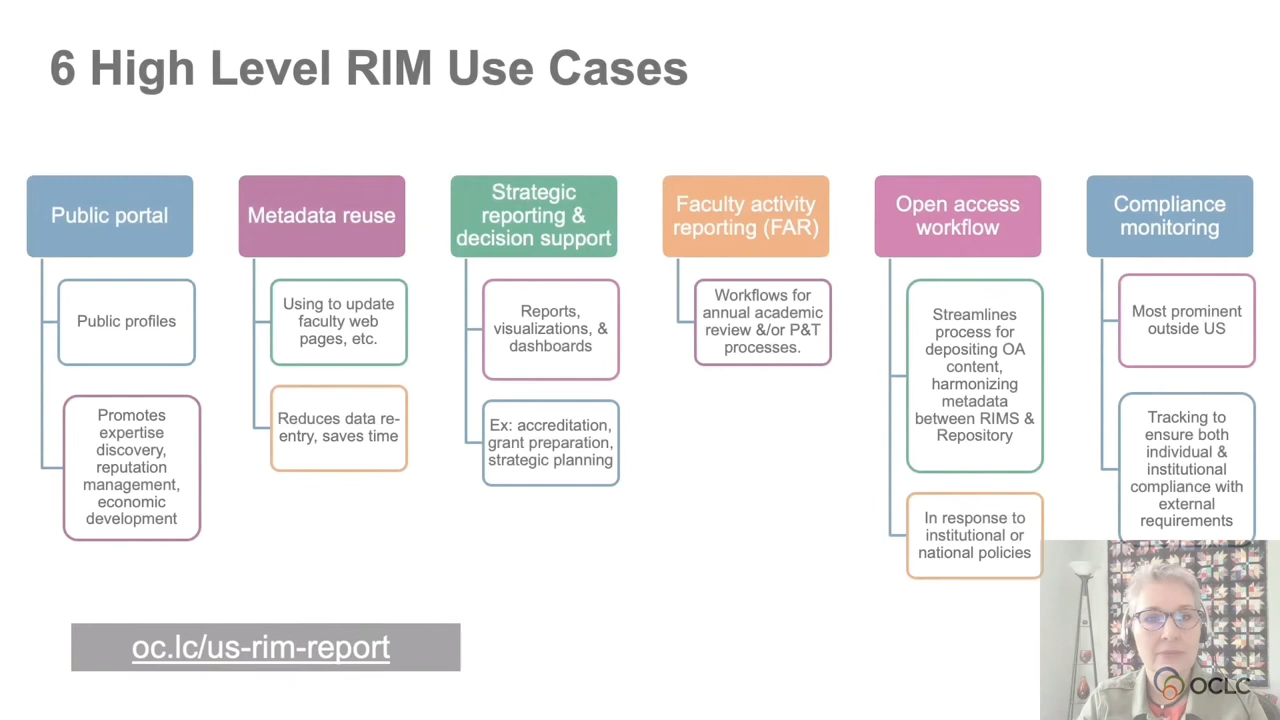 6 High Level RIM Use Cases
Public portal
Public profiles
Promotes
expertise
discovery,
reputation
management,
economic
development
Metadata reuse
Using to update
faculty web
pages, etc.
Reduces data re-
entry, saves time
Strategic
reporting &
decision support
Reports,
visualizations, &
dashboards
Ex: accreditation,
grant preparation,
strategic planning
Faculty activity
reporting (FAR)
Workflows for
annual academic
review &/or P&T
processes.
Open access
workflow
Streamlines
process for
depositing OA
content,
harmonizing
metadata
between RIMS &
Repository
In response to
institutional or
national policies
Compliance
monitoring
Most prominent
outside US
Tracking to
ensure both
individual &
institutional
compliance with
external
requirements
oc.lc/us-rim-report
OCLC